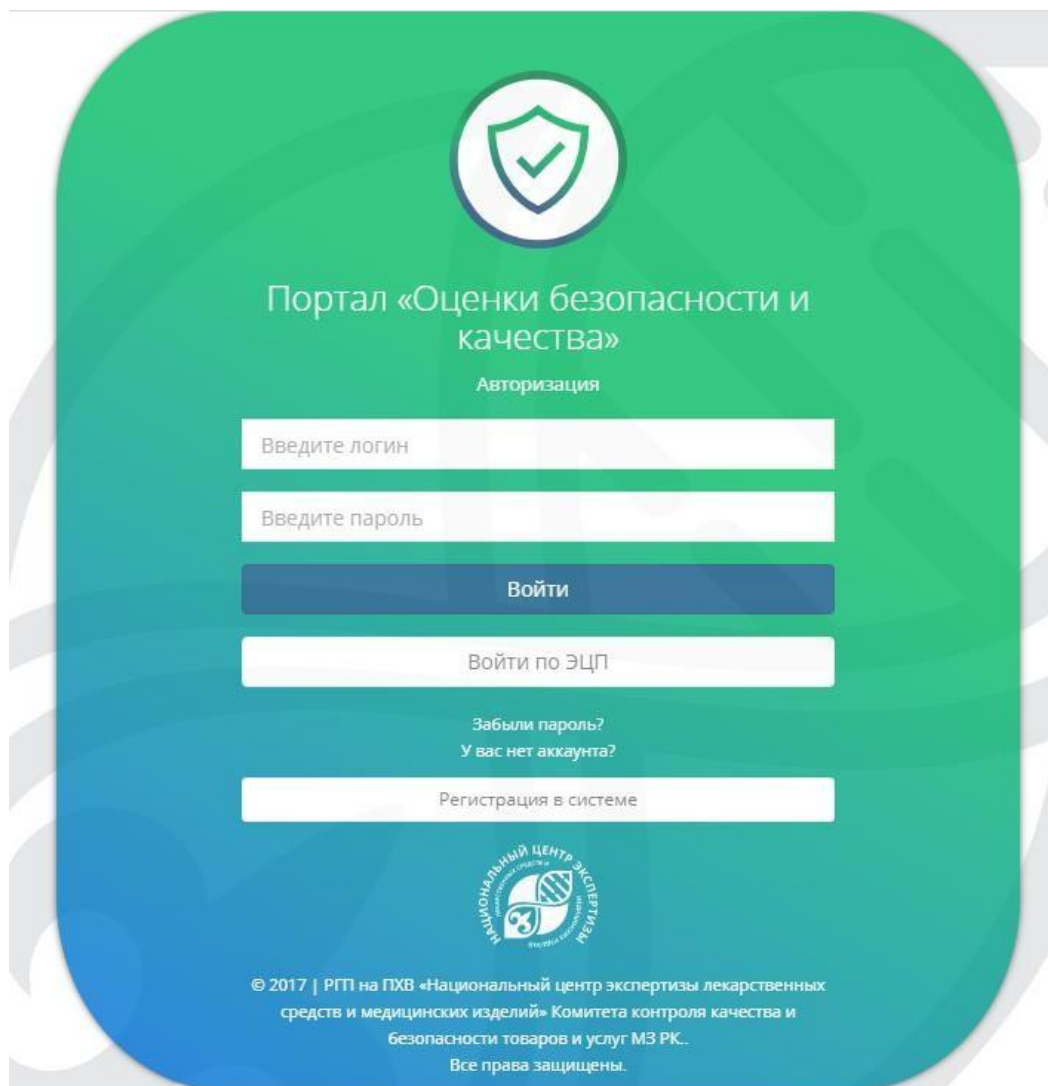 Портал «Оценки безопасности и
качества»
Авторизация
Введите логин
Введите пароль
Войти
Войти по ЭЦП
Забыли пароль?
У вас нет аккаунта?
Регистрация в системе
НАЦИОНАЛЬНЫЙ ЦЕНТР ЭКСПЕРТИЗЫ
© 2017 | РГП на ПХВ «Национальный центр экспертизы лекарственных
средств и медицинских изделий» Комитета контроля качества и
безопасности товаров и услуг МЗ РК..
Все права защищены.